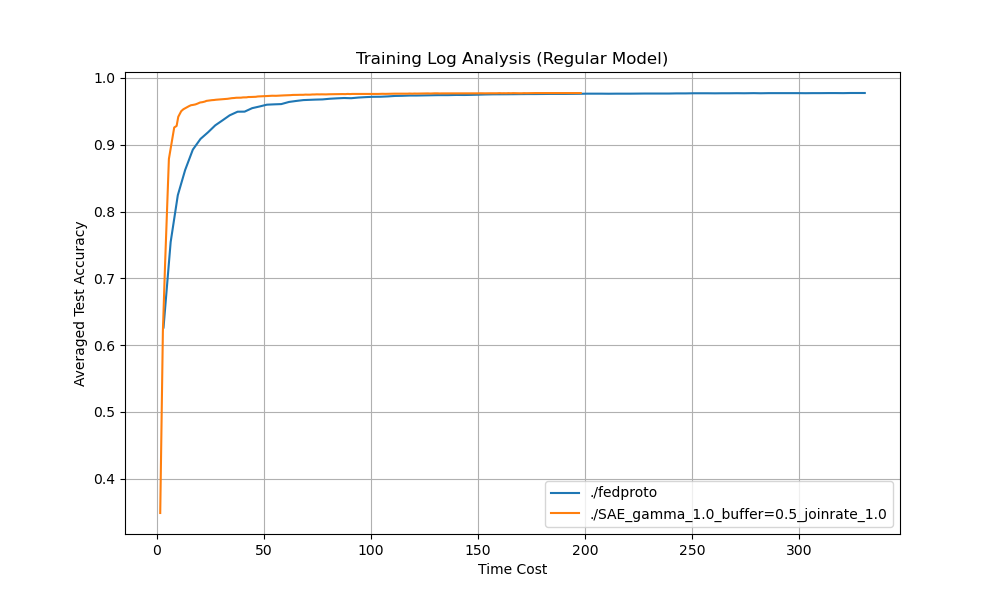 Training Log Analysis (Regular Model)
1.0
0.9
0.8
0.7
0.6
0.5
0.4
Averaged Test Accuracy
./fedproto
./SAE_gamma_1.0_buffer=0.5_joinrate_1.0
0 50 100 150 200 250 300
Time Cost